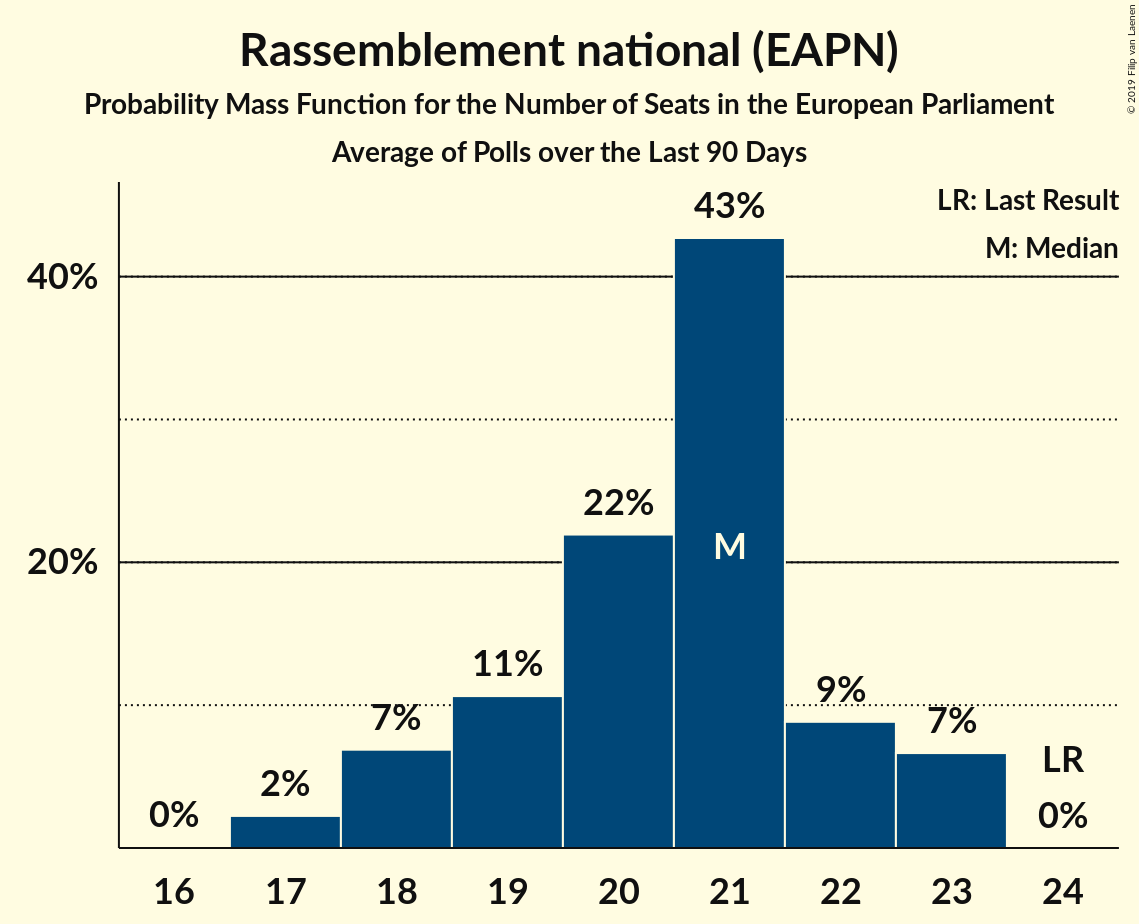 Rassemblement national (EAPN)
Probability Mass Function for the Number of Seats in the European Parliament
Average of Polls over the Last 90 Days
© 2019 Filip van Laenen
LR: Last Result
M: Median
43%
40%
22%
M
20%
11%
9%
7%
7%
LR
2%
0%
0%
16 17 18 19 20 21 22 23 24